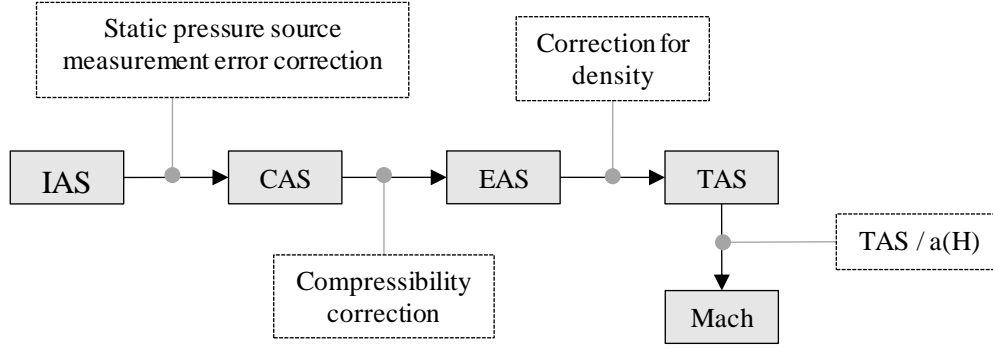 Static pressure source
measurement error correction
Correction for
density
IAS
CAS
EAS
TAS
TAS / a(H)
Compressibility
correction
Mach